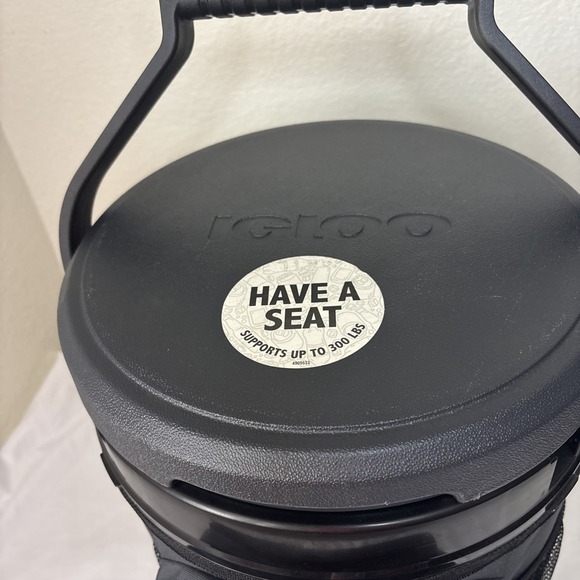 IGLOO
HAVE A
SEAT
SUPPORTS UP TO 300 LBS